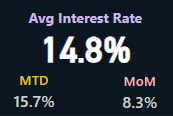 Avg Interest Rate
14.8%
MTD MoM
15.7% 8.3%